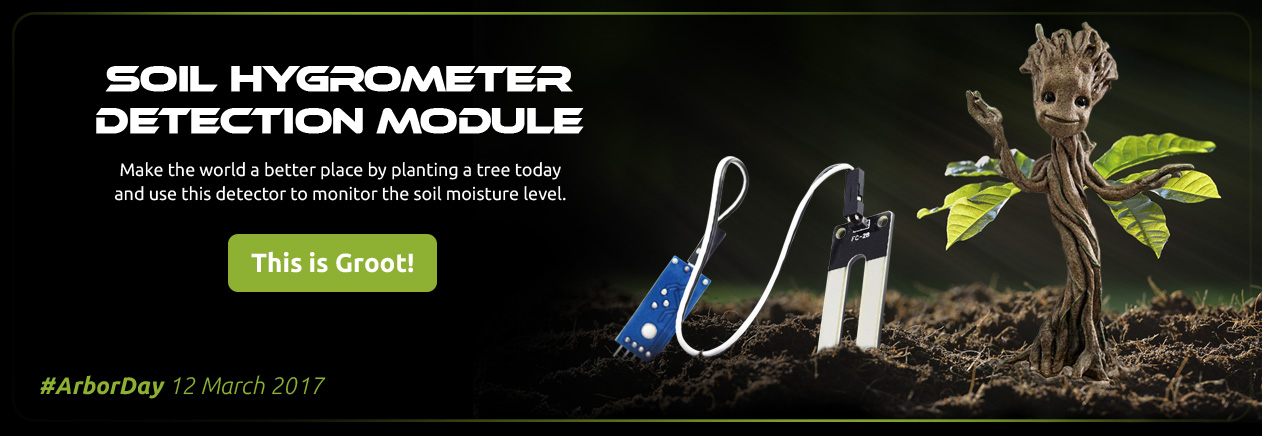 SOIL HYGROMETER
DETECTION MODULE
Make the world a better place by planting a tree today
and use this detector to monitor the soil moisture level.
This is Groot!
FC-28
#ArborDay 12 March 2017